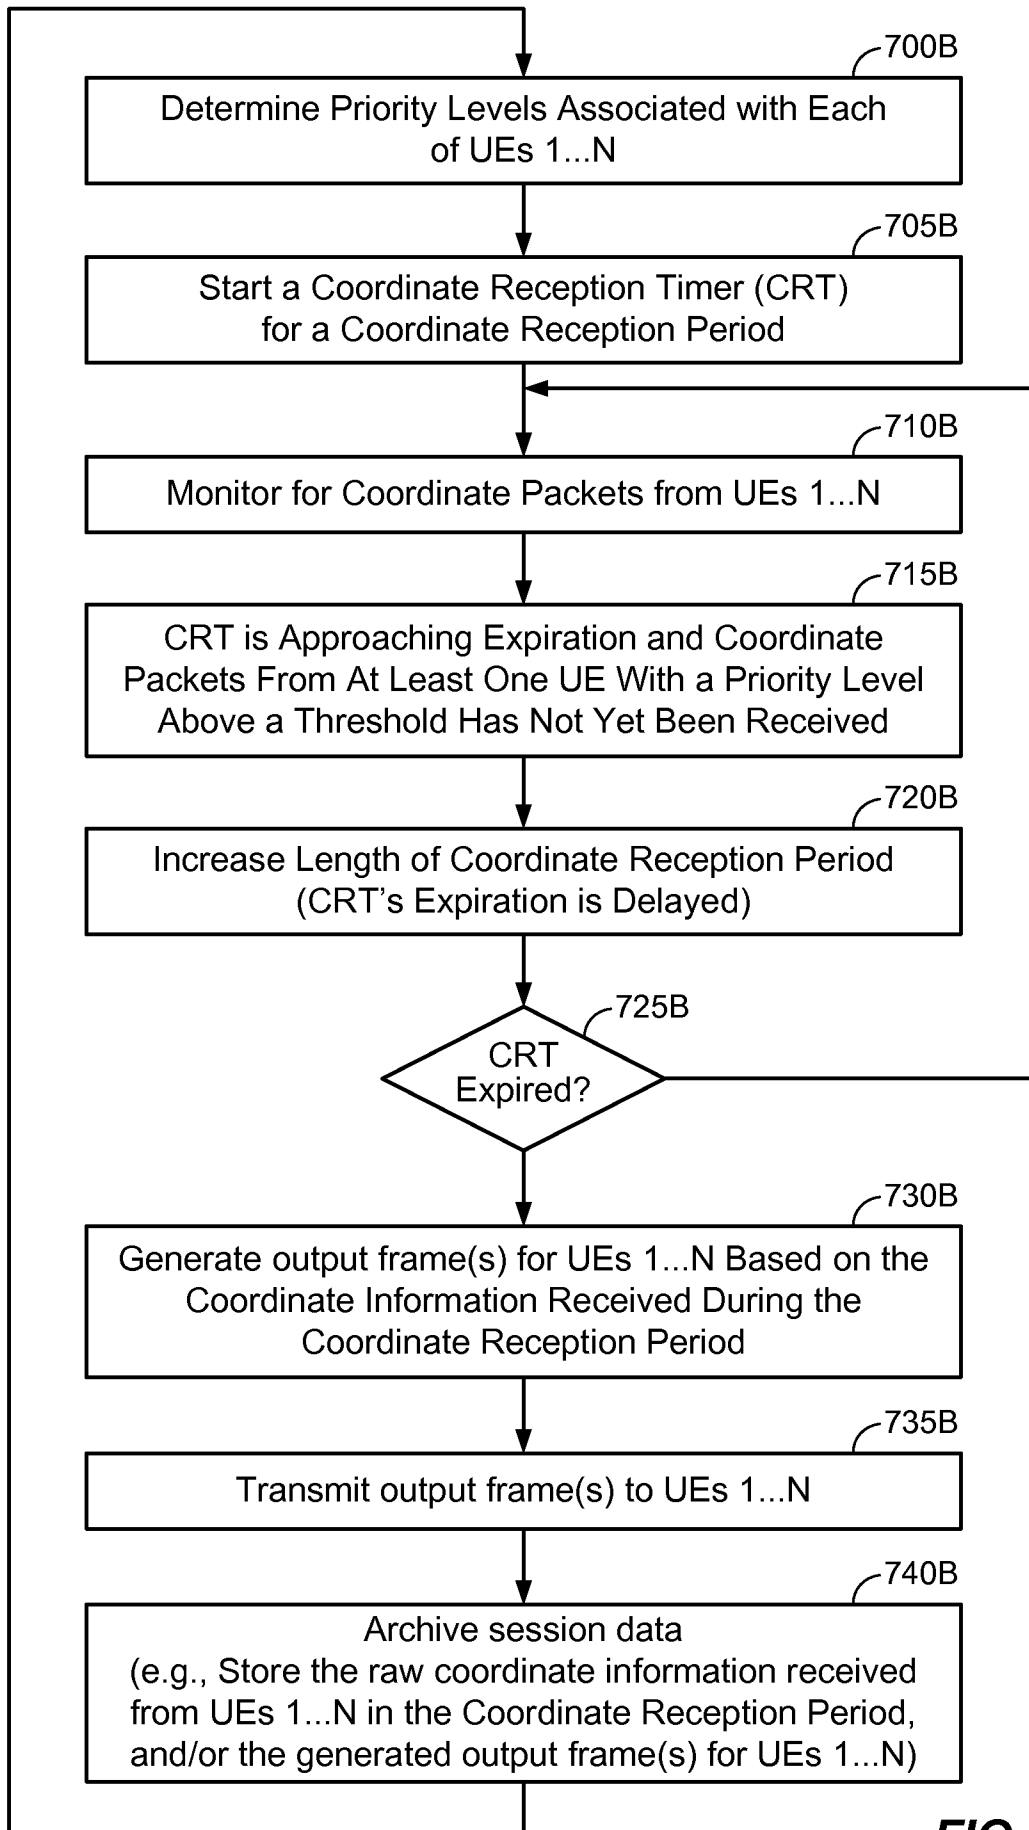 700B
Determine Priority Levels Associated with Each
of UEs 1...N
705B
Start a Coordinate Reception Timer (CRT)
for a Coordinate Reception Period
710B
Monitor for Coordinate Packets from UEs 1...N
715B
CRT is Approaching Expiration and Coordinate
Packets From At Least One UE With a Priority Level
Above a Threshold Has Not Yet Been Received
720B
Increase Length of Coordinate Reception Period
(CRT's Expiration is Delayed)
725B
CRT
Expired?
730B
Generate output frame(s) for UEs 1...N Based on the
Coordinate Information Received During the
Coordinate Reception Period
735B
Transmit output frame(s) to UEs 1...N
740B
Archive session data
(e.g., Store the raw coordinate information received
from UEs 1...N in the Coordinate Reception Period,
and/or the generated output frame(s) for UEs 1...N)